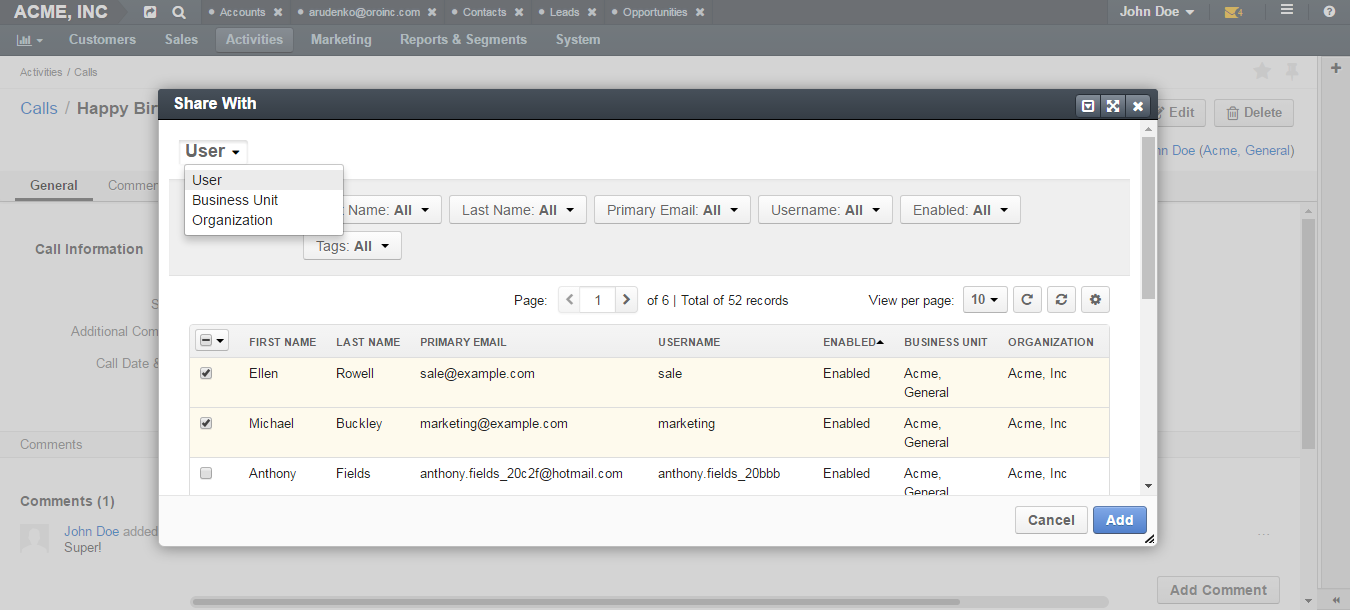 ACME, INC
Accounts × arudenko@oroinc.com × Contacts × Leads × Opportunities ×
John Doe
4
Customers Sales Activities Marketing Reports & Segments System
Activities / Calls
Calls / Happy Bir
Edit Delete
hn Doe (Acme, General)
General Commen
Call Information
Additional Com
Call Date &
Comments
Comments (1)
John Doe added
Super!
...
Add Comment
Share With
User
User
Business Unit
Organization
Name: All Last Name: All Primary Email: All Username: All Enabled: All
Tags: All
Page: 1 of 6 | Total of 52 records View per page: 10
FIRST NAME LAST NAME PRIMARY EMAIL USERNAME ENABLED BUSINESS UNIT ORGANIZATION
Ellen Rowell sale@example.com sale Enabled Acme, General Acme, Inc
Michael Buckley marketing@example.com marketing Enabled Acme, General Acme, Inc
Anthony Fields anthony.fields_20c2f@hotmail.com anthony.fields_20bbb Enabled Acme, General Acme, Inc
Cancel Add